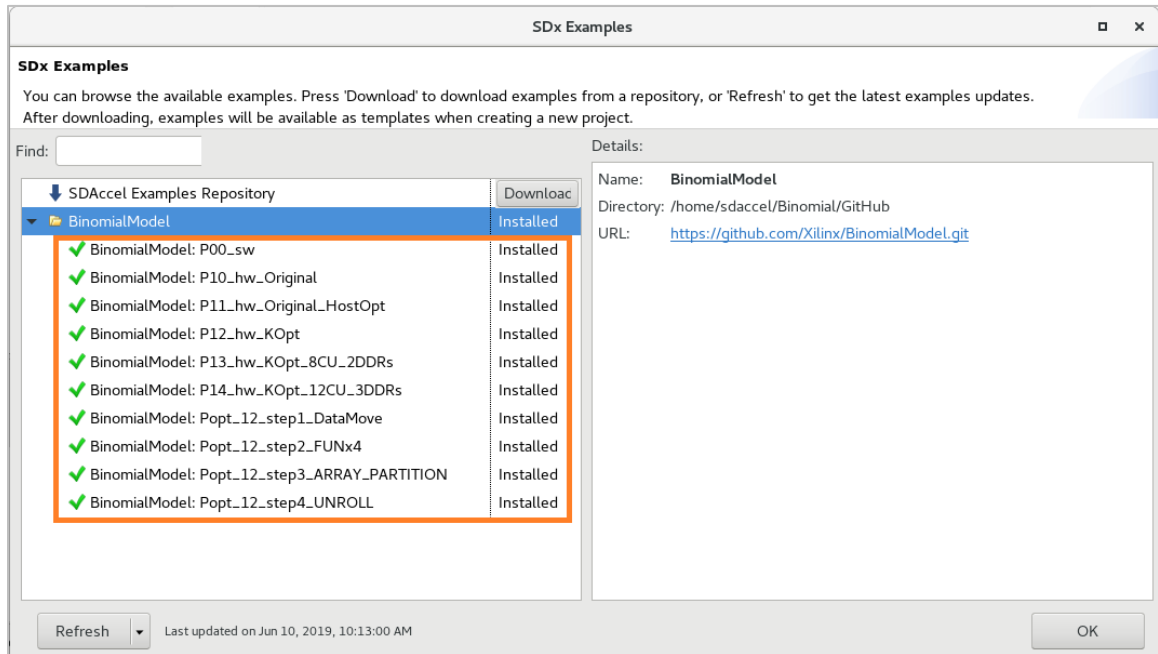 SDx Examples
SDx Examples
You can browse the available examples. Press 'Download' to download examples from a repository, or 'Refresh' to get the latest examples updates.
After downloading, examples will be available as templates when creating a new project.
Find:
Details:
SDAccel Examples Repository Downloac
BinomialModel Installed
BinomialModel: P00_sw Installed
BinomialModel: P10_hw_Original Installed
BinomialModel: P11_hw_Original_HostOpt Installed
BinomialModel: P12_hw_KOpt Installed
BinomialModel: P13_hw_KOpt_8CU_2DDRs Installed
BinomialModel: P14_hw_KOpt_12CU_3DDRs Installed
BinomialModel: Popt_12_step1_DataMove Installed
BinomialModel: Popt_12_step2_FUNx4 Installed
BinomialModel: Popt_12_step3_ARRAY_PARTITION Installed
BinomialModel: Popt_12_step4_UNROLL Installed
Name: BinomialModel
Directory: /home/sdaccel/Binomial/GitHub
URL: https://github.com/Xilinx/BinomialModel.git
Refresh Last updated on Jun 10, 2019, 10:13:00 AM
OK